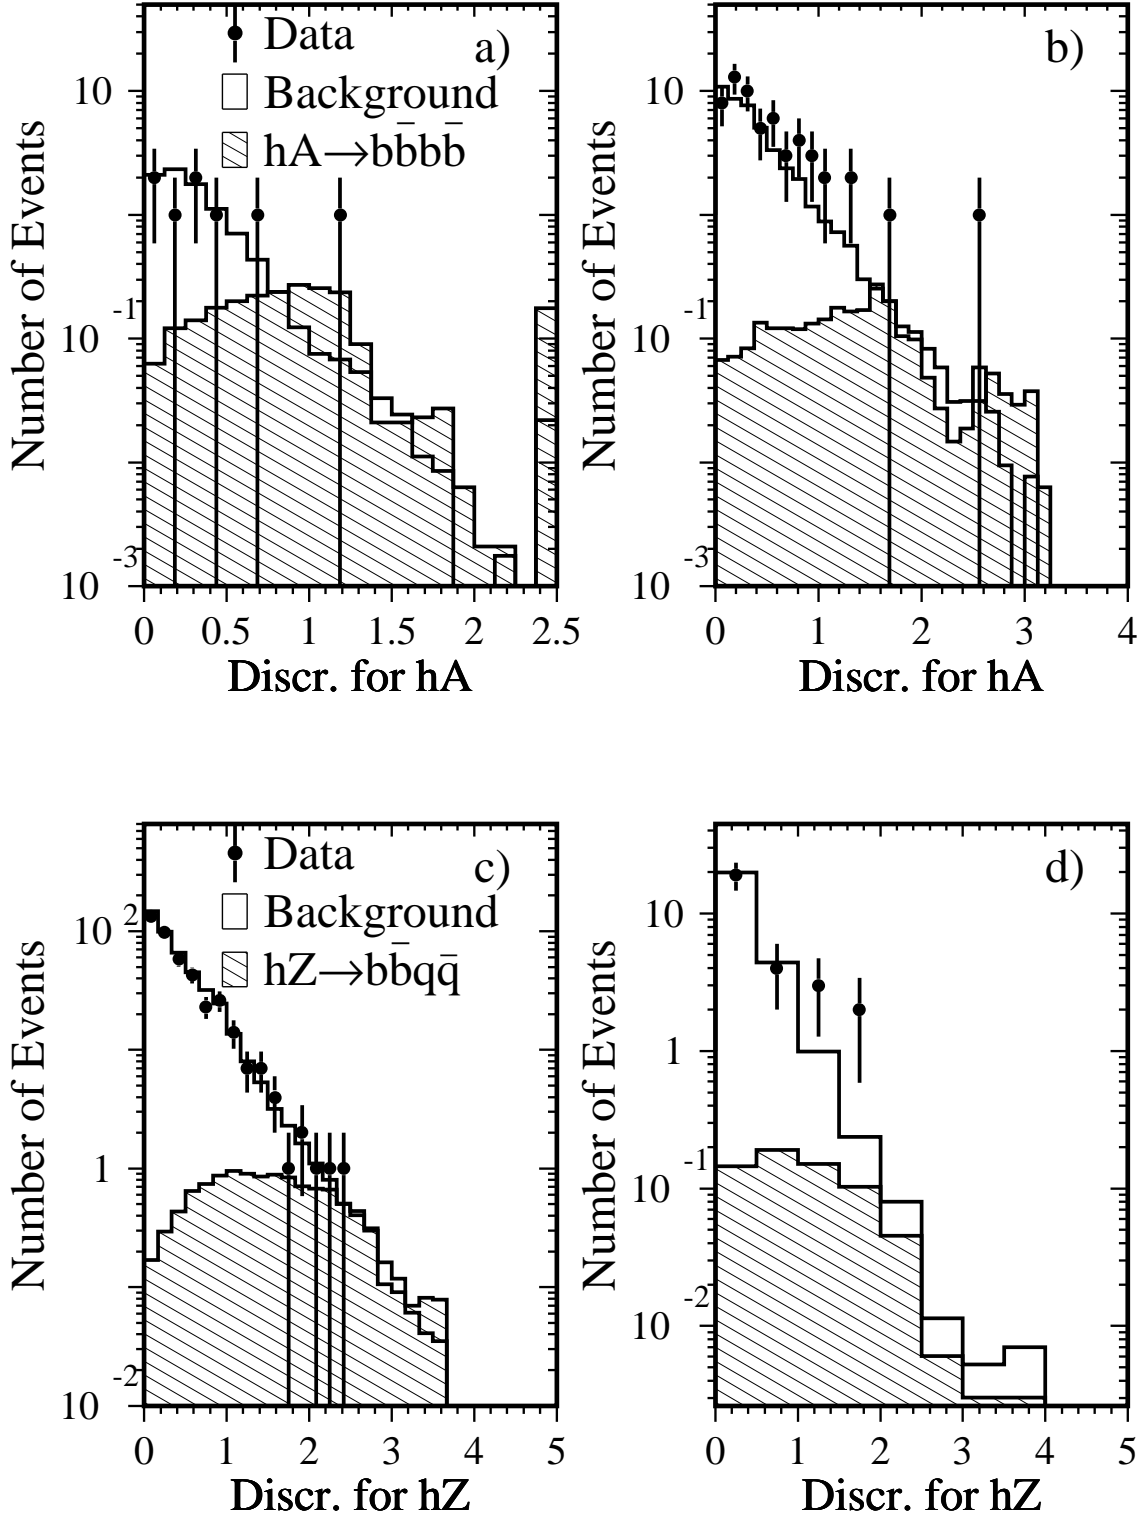 Data
Background
hA→bb̄bb̄
a)
Number of Events
10
10 -1
10 -3
0 0.5 1 1.5 2 2.5
Discr. for hA
b)
Number of Events
10
10 -1
10 -3
0 1 2 3 4
Discr. for hA
Data
Background
hZ→bb̄qq̄
c)
Number of Events
10 2
1
10 -2
0 1 2 3 4 5
Discr. for hZ
d)
Number of Events
10
1
10 -1
10 -2
0 1 2 3 4 5
Discr. for hZ